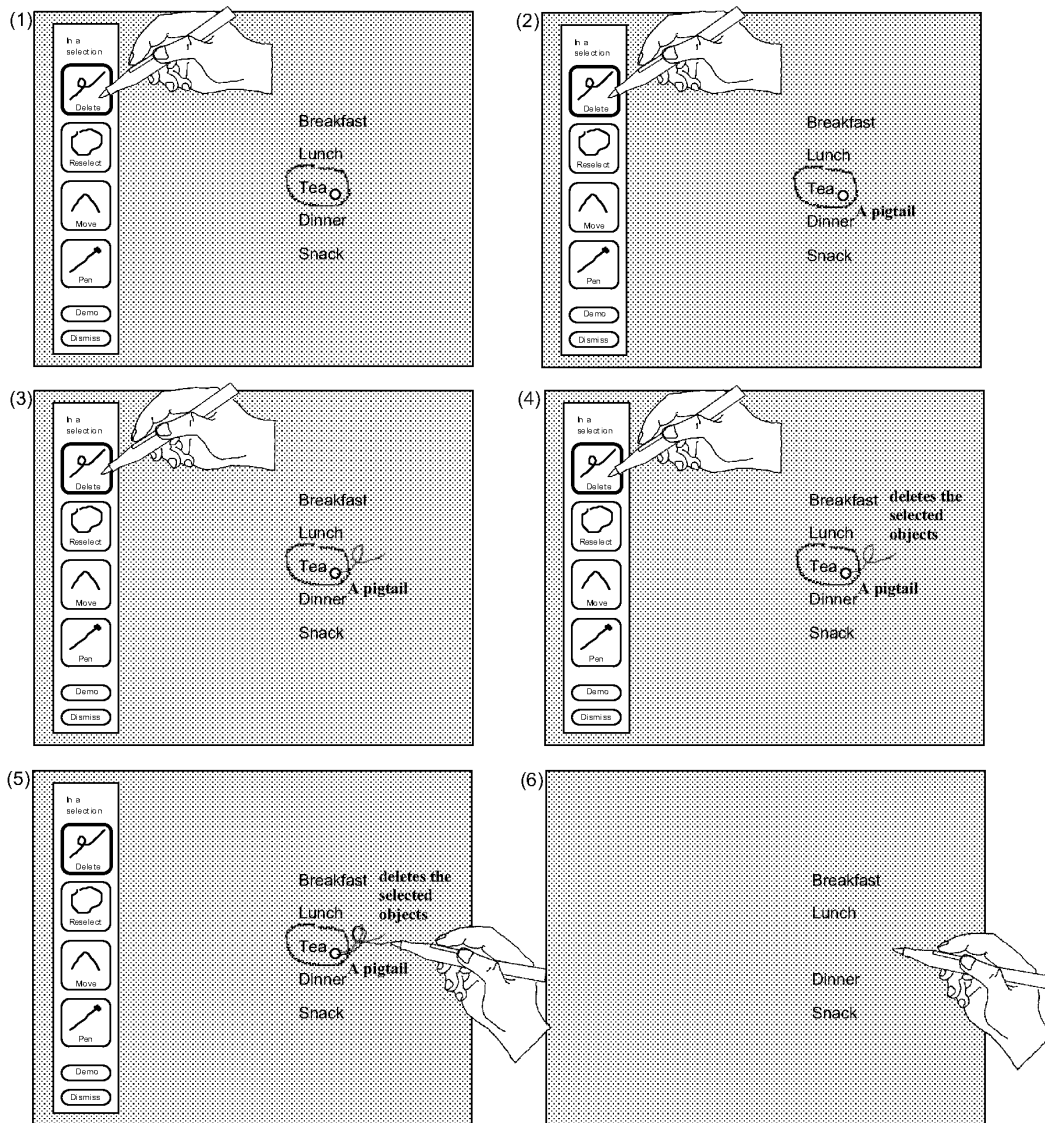 (1)
In a
selection
Delete
Reselect
Move
Pen
Demo
Dismiss
Breakfast
Lunch
Tea
Dinner
Snack
(2)
In a
selection
Delete
Reselect
Move
Pen
Demo
Dismiss
Breakfast
Lunch
Tea
A pigtail
Dinner
Snack
(3)
In a
selection
Delete
Reselect
Move
Pen
Demo
Dismiss
Breakfast
Lunch
Tea
A pigtail
Dinner
Snack
(4)
In a
selection
Delete
Reselect
Move
Pen
Demo
Dismiss
Breakfast
deletes the
selected
objects
Lunch
Tea
A pigtail
Dinner
Snack
(5)
In a
selection
Delete
Reselect
Move
Pen
Demo
Dismiss
Breakfast
deletes the
selected
objects
Lunch
Tea
A pigtail
Dinner
Snack
(6)
Breakfast
Lunch
Dinner
Snack